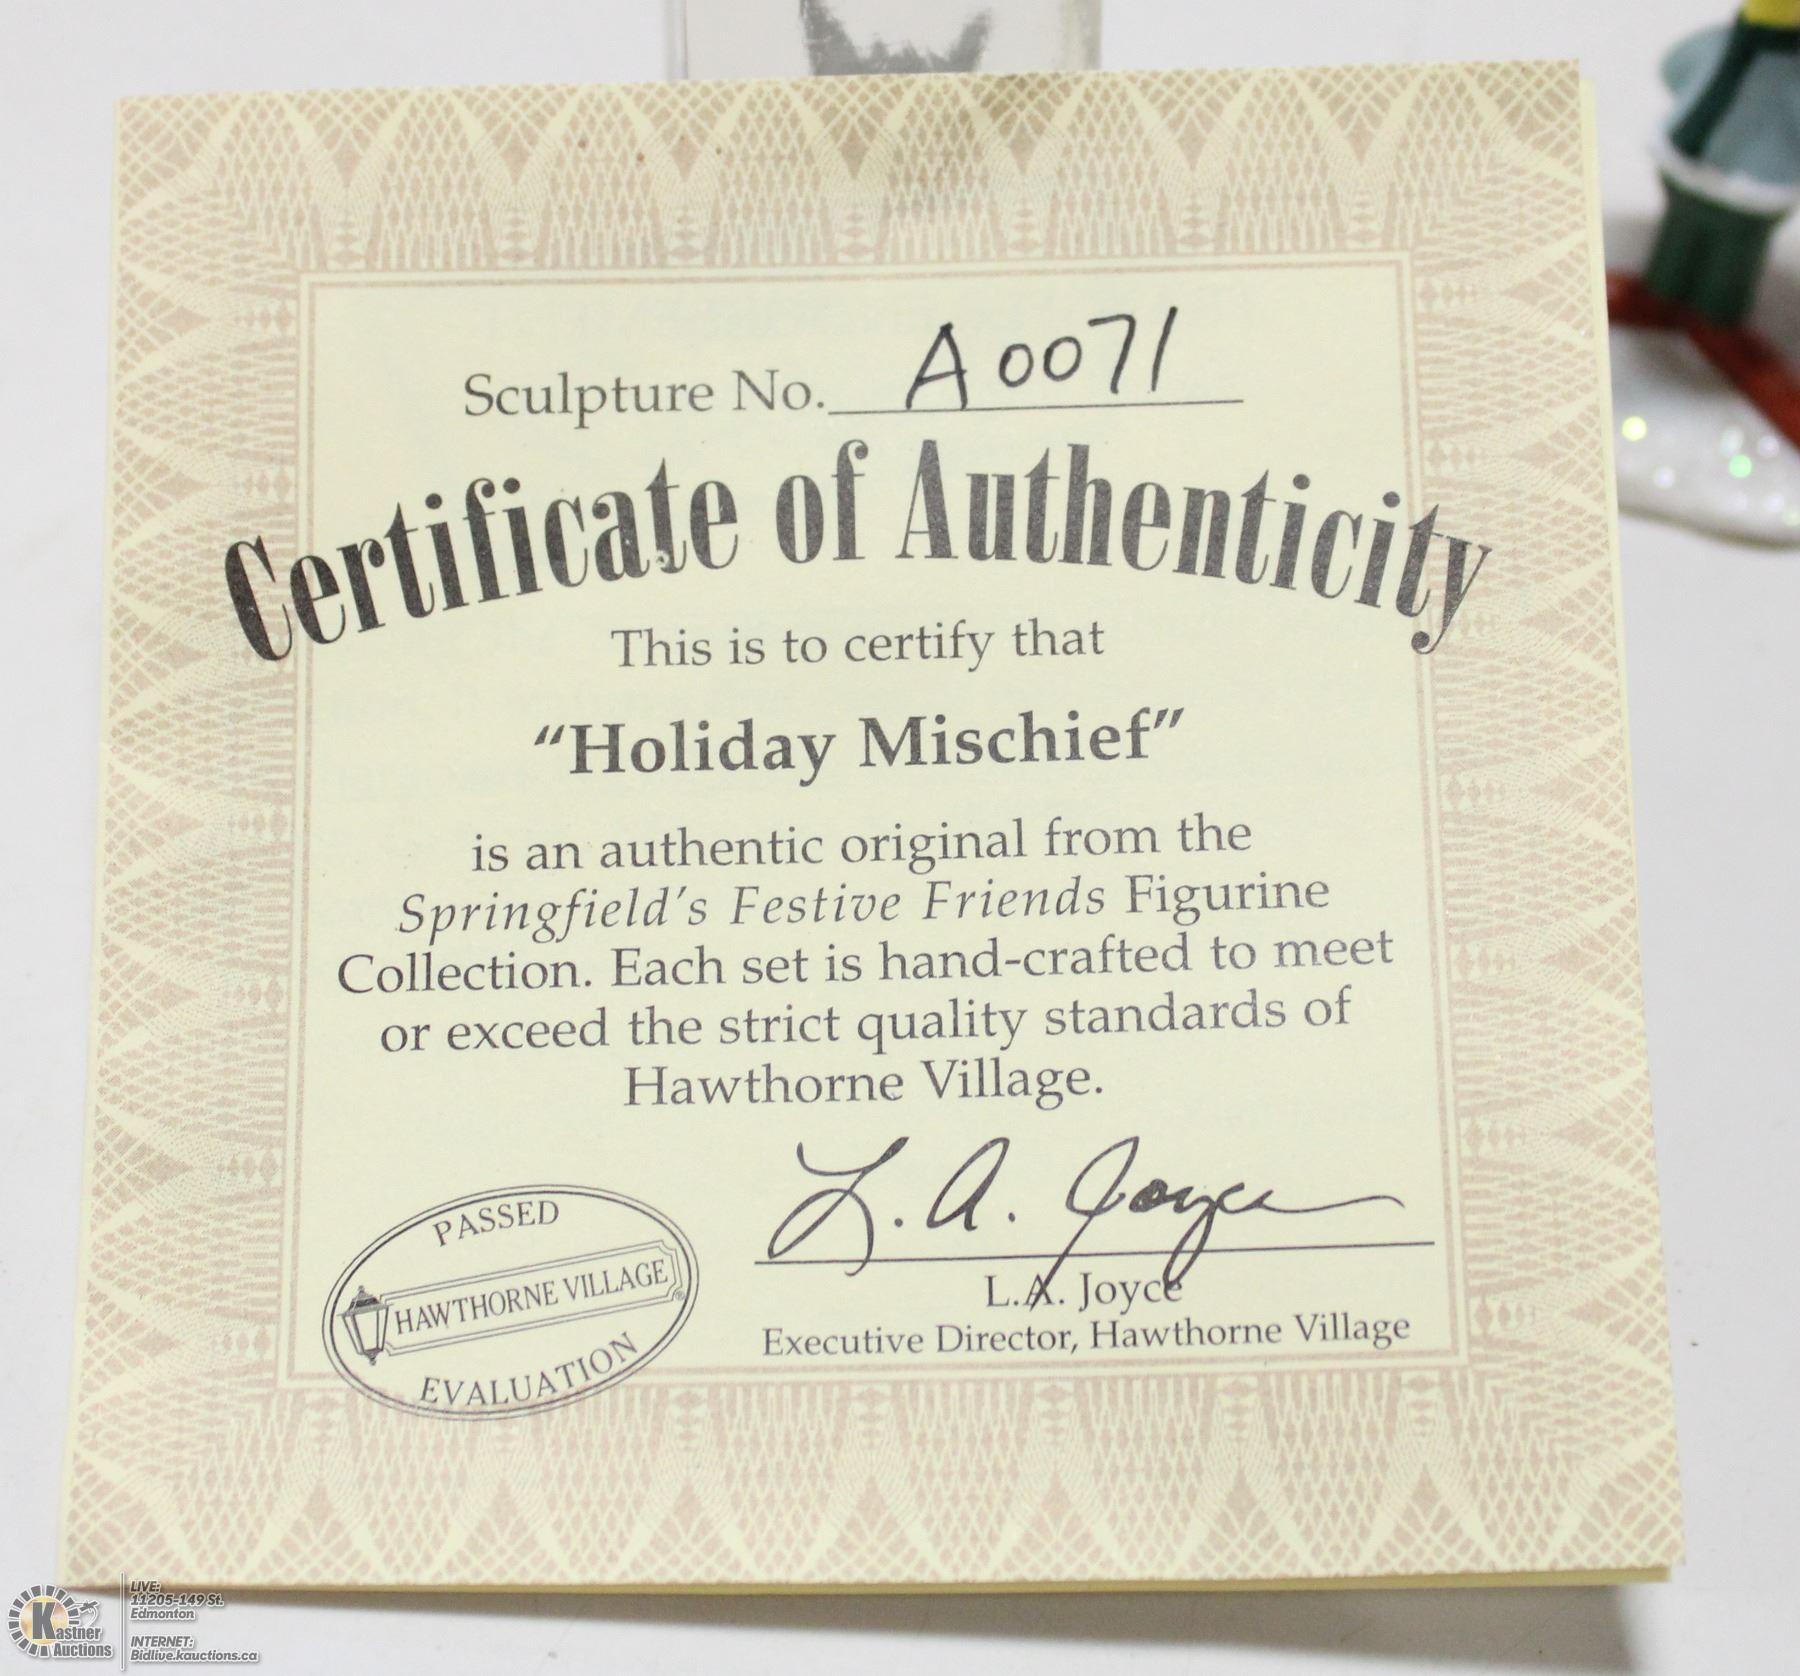 Sculpture No. A0071
Certificate of Authenticity
This is to certify that
“Holiday Mischief”
is an authentic original from the
Springfield's Festive Friends Figurine
Collection. Each set is hand-crafted to meet
or exceed the strict quality standards of
Hawthorne Village.
L. A. Joyce
L.A. Joyce
Executive Director, Hawthorne Village
PASSED
HAWTHORNE VILLAGE®
EVALUATION
Kastner
Auctions
LIVE:
11205-149 St.
Edmonton
INTERNET:
Bidlive.kauctions.ca